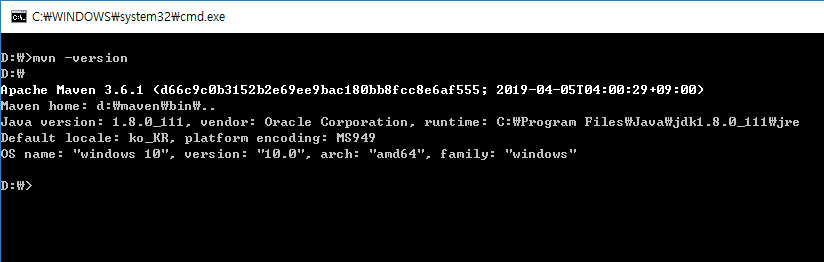 C:₩WINDOWS₩system32₩cmd.exe
D:₩>mvn -version
D:₩
Apache Maven 3.6.1 (d66c9c0b3152b2e69ee9bac180bb8fcc8e6af555; 2019-04-05T04:00:29+09:00)
Maven home: d:₩maven₩bin₩..
Java version: 1.8.0_111, vendor: Oracle Corporation, runtime: C:₩Program Files₩Java₩jdk1.8.0_111₩jre
Default locale: ko_KR, platform encoding: MS949
OS name: "windows 10", version: "10.0", arch: "amd64", family: "windows"
D:₩>